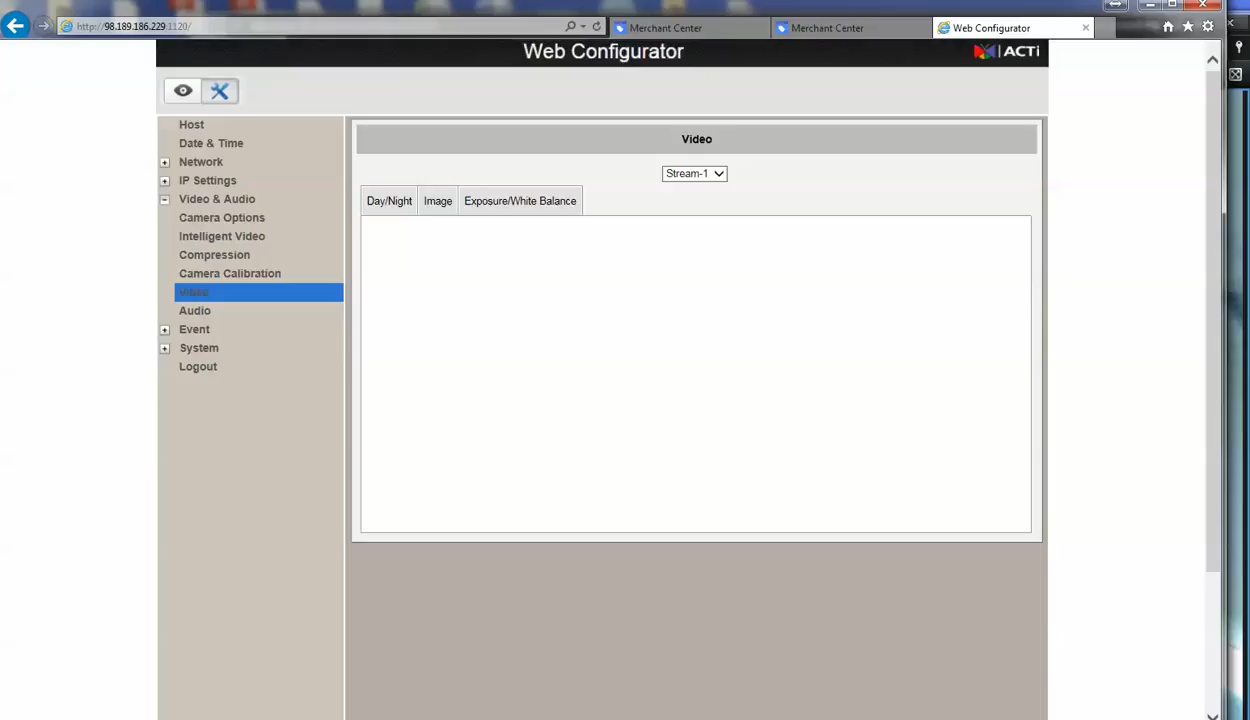 http://98.189.186.229:1120/
Merchant Center
Merchant Center
Web Configurator
Web Configurator
ACTi
Host
Date & Time
Network
IP Settings
Video & Audio
Camera Options
Intelligent Video
Compression
Camera Calibration
Video
Audio
Event
System
Logout
Video
Stream-1
Day/Night
Image
Exposure/White Balance